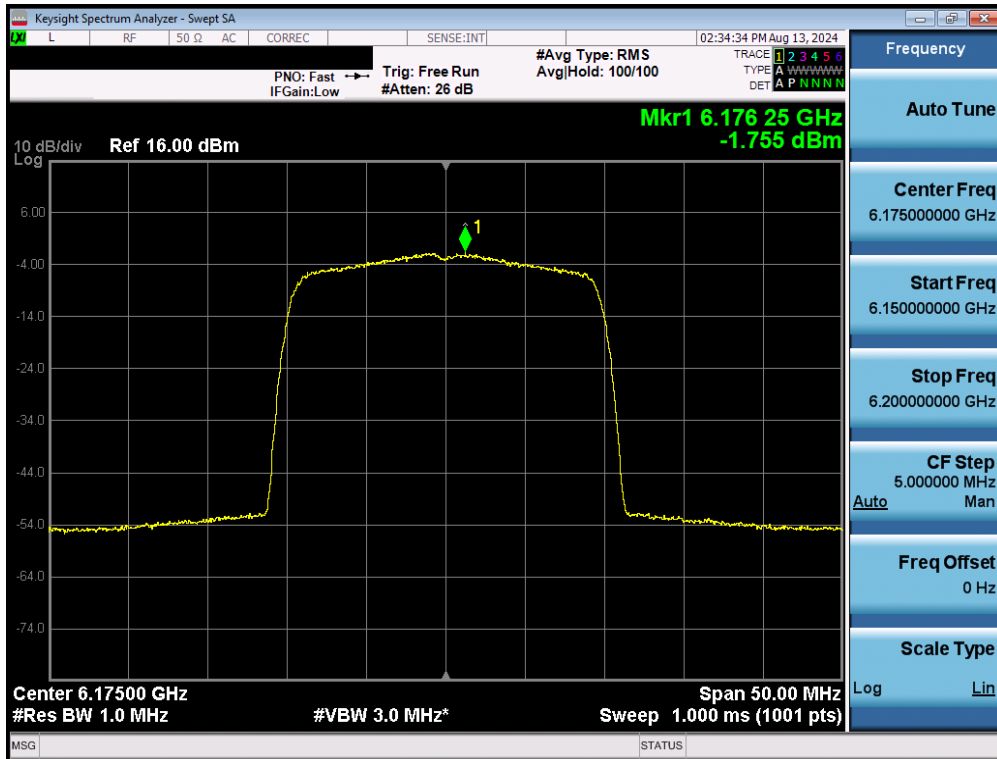 Keysight Spectrum Analyzer - Swept SA
LXI L RF 50 Ω AC CORREC SENSE:INT 02:34:34 PM Aug 13, 2024
PNO: Fast
IFGain:Low
Trig: Free Run
#Atten: 26 dB
#Avg Type: RMS
Avg|Hold: 100/100
TRACE 1 2 3 4 5 6
TYPE A WWWWW
DET A P N N N N
Mkr1 6.176 25 GHz
-1.755 dBm
10 dB/div Ref 16.00 dBm
Log
6.00
-4.00
-14.0
-24.0
-34.0
-44.0
-54.0
-64.0
-74.0
1
Center 6.17500 GHz Span 50.00 MHz
#Res BW 1.0 MHz #VBW 3.0 MHz* Sweep 1.000 ms (1001 pts)
MSG STATUS
Frequency
Auto Tune
Center Freq
6.175000000 GHz
Start Freq
6.150000000 GHz
Stop Freq
6.200000000 GHz
CF Step
5.000000 MHz
Auto Man
Freq Offset
0 Hz
Scale Type
Log Lin